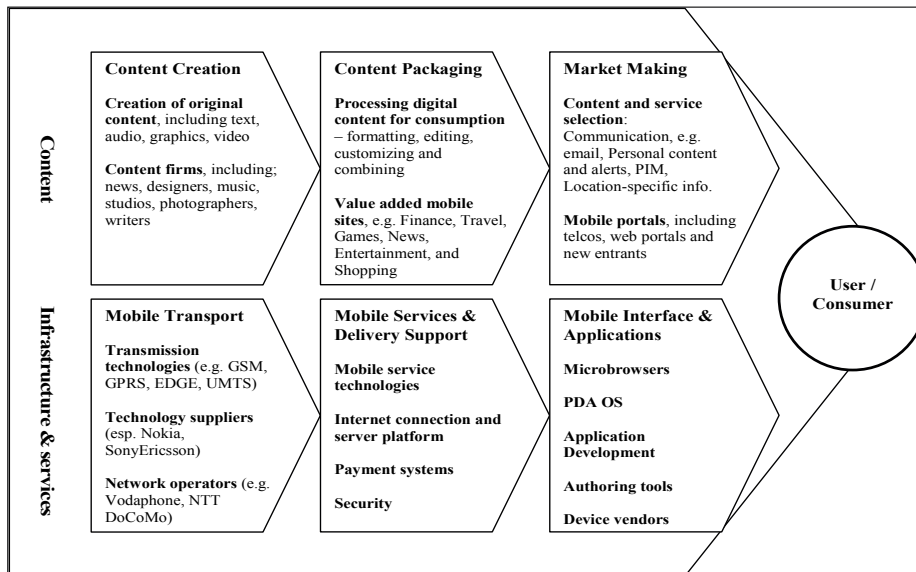 Content
Content Creation
Creation of original
content, including text,
audio, graphics, video
Content firms, including;
news, designers, music,
studios, photographers,
writers
Content Packaging
Processing digital
content for consumption
– formatting, editing,
customizing and
combining
Value added mobile
sites, e.g. Finance, Travel,
Games, News,
Entertainment, and
Shopping
Market Making
Content and service
selection:
Communication, e.g.
email, Personal content
and alerts, PIM,
Location-specific info.
Mobile portals, including
telcos, web portals and
new entrants
User /
Consumer
Infrastructure & services
Mobile Transport
Transmission
technologies (e.g. GSM,
GPRS, EDGE, UMTS)
Technology suppliers
(esp. Nokia,
SonyEricsson)
Network operators (e.g.
Vodaphone, NTT
DoCoMo)
Mobile Services &
Delivery Support
Mobile service
technologies
Internet connection and
server platform
Payment systems
Security
Mobile Interface &
Applications
Microbrowsers
PDA OS
Application
Development
Authoring tools
Device vendors